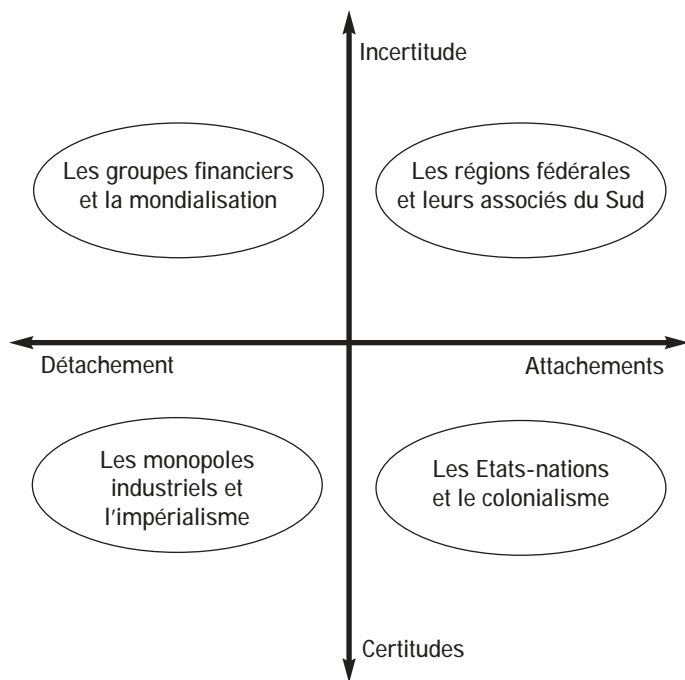 Incertitude
Les groupes financiers
et la mondialisation
Les régions fédérales
et leurs associés du Sud
Détachement
Attachements
Les monopoles
industriels et
l'impérialisme
Les Etats-nations
et le colonialisme
Certitudes